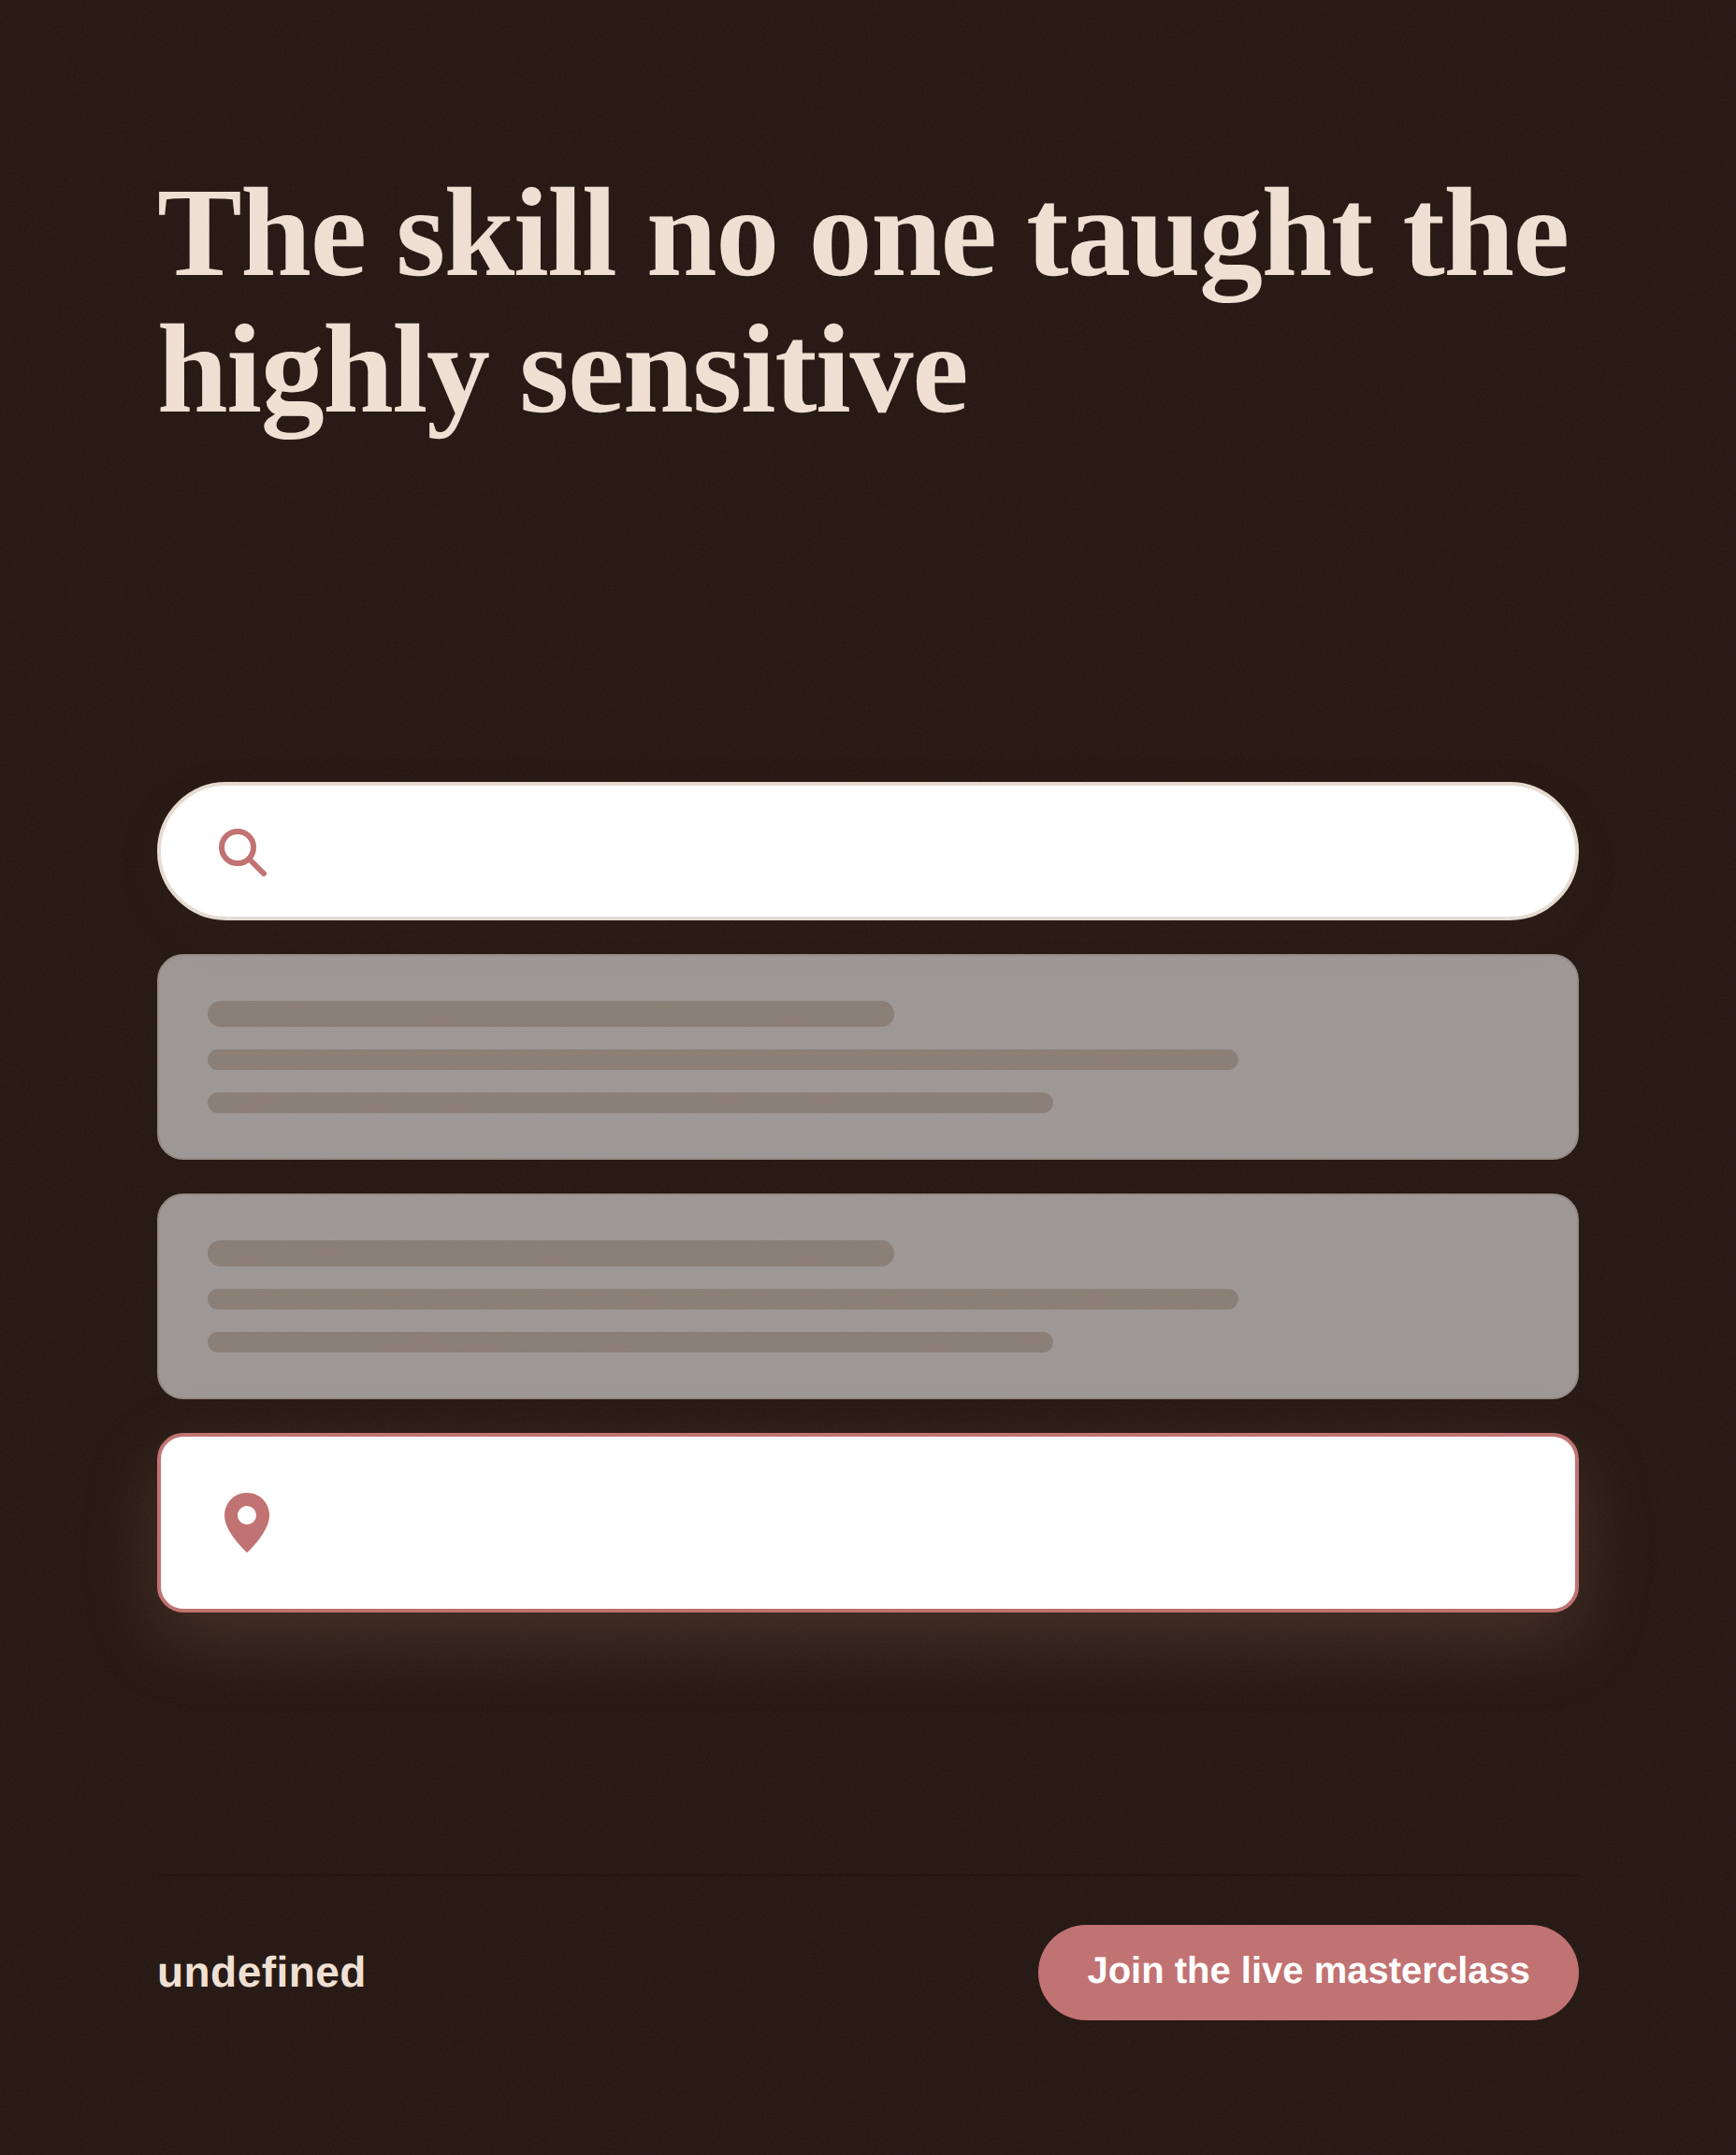 The skill no one taught the
highly sensitive
undefined
Join the live masterclass